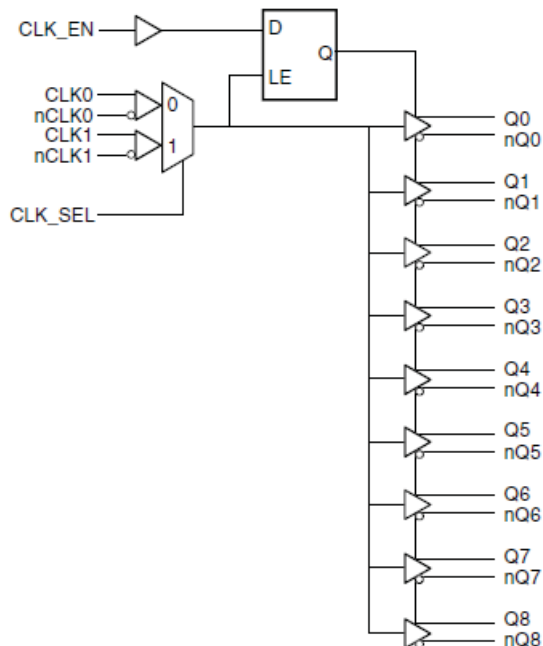 CLK_EN
D
Q
LE
CLK0
nCLK0
CLK1
nCLK1
0
1
CLK_SEL
Q0
nQ0
Q1
nQ1
Q2
nQ2
Q3
nQ3
Q4
nQ4
Q5
nQ5
Q6
nQ6
Q7
nQ7
Q8
nQ8